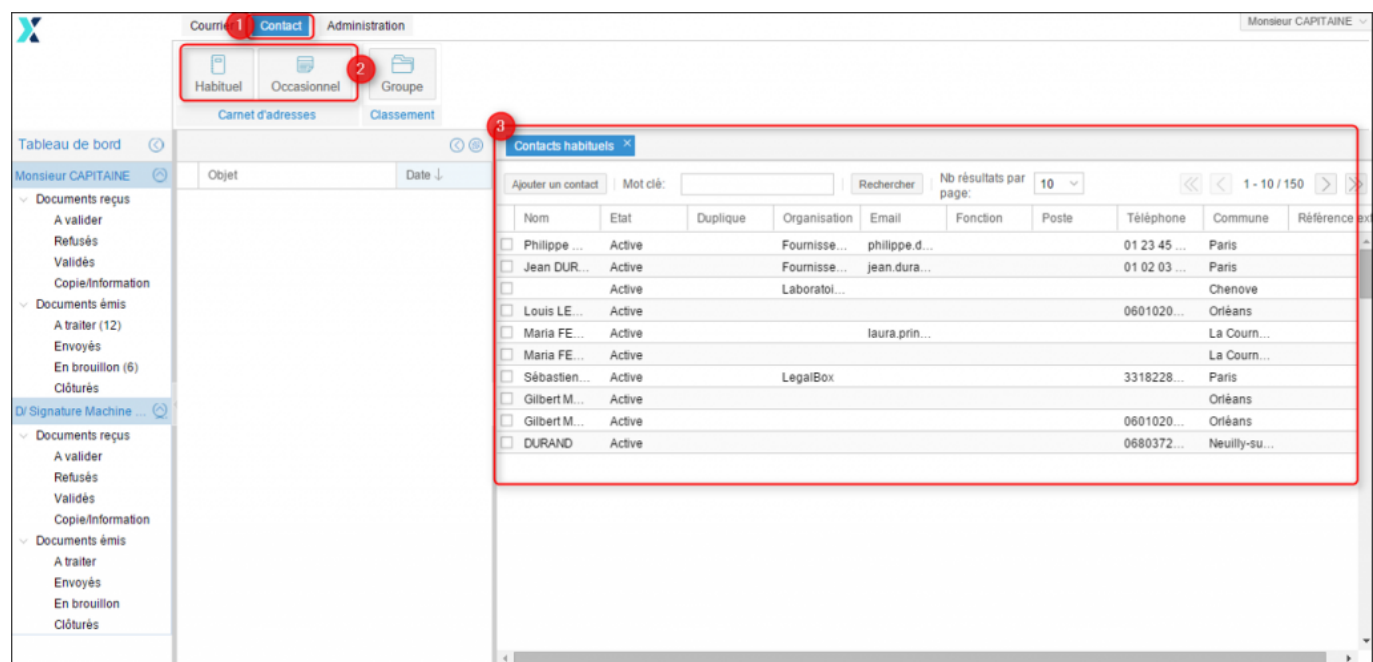 Courrier 1 Contact Administration Monsieur CAPITAINE
2
Habituel Occasionnel Groupe
Carnet d'adresses Classement
3
Tableau de bord Contacts habituels ×
Monsieur CAPITAINE Objet Date ↓
Ajouter un contact Mot clé: Rechercher Nb résultats par page: 10 1 - 10 / 150
Nom Etat Duplique Organisation Email Fonction Poste Téléphone Commune Référence ext
Philippe ... Active Fournisse... philippe.d... 01 23 45 ... Paris
Jean DUR... Active Fournisse... jean.dura... 01 02 03 ... Paris
Active Laboratoi... Chenove
Louis LE... Active 0601020... Orléans
Maria FE... Active laura.prin... La Courn...
Maria FE... Active La Courn...
Sébastien... Active LegalBox 3318228... Paris
Gilbert M... Active Orléans
Gilbert M... Active 0601020... Orléans
DURAND Active 0680372... Neuilly-su...
Documents reçus
A valider
Refusés
Validés
Copie/Information
Documents émis
A traiter (12)
Envoyés
En brouillon (6)
Clôturés
D/ Signature Machine ...
Documents reçus
A valider
Refusés
Validés
Copie/Information
Documents émis
A traiter
Envoyés
En brouillon
Clôturés